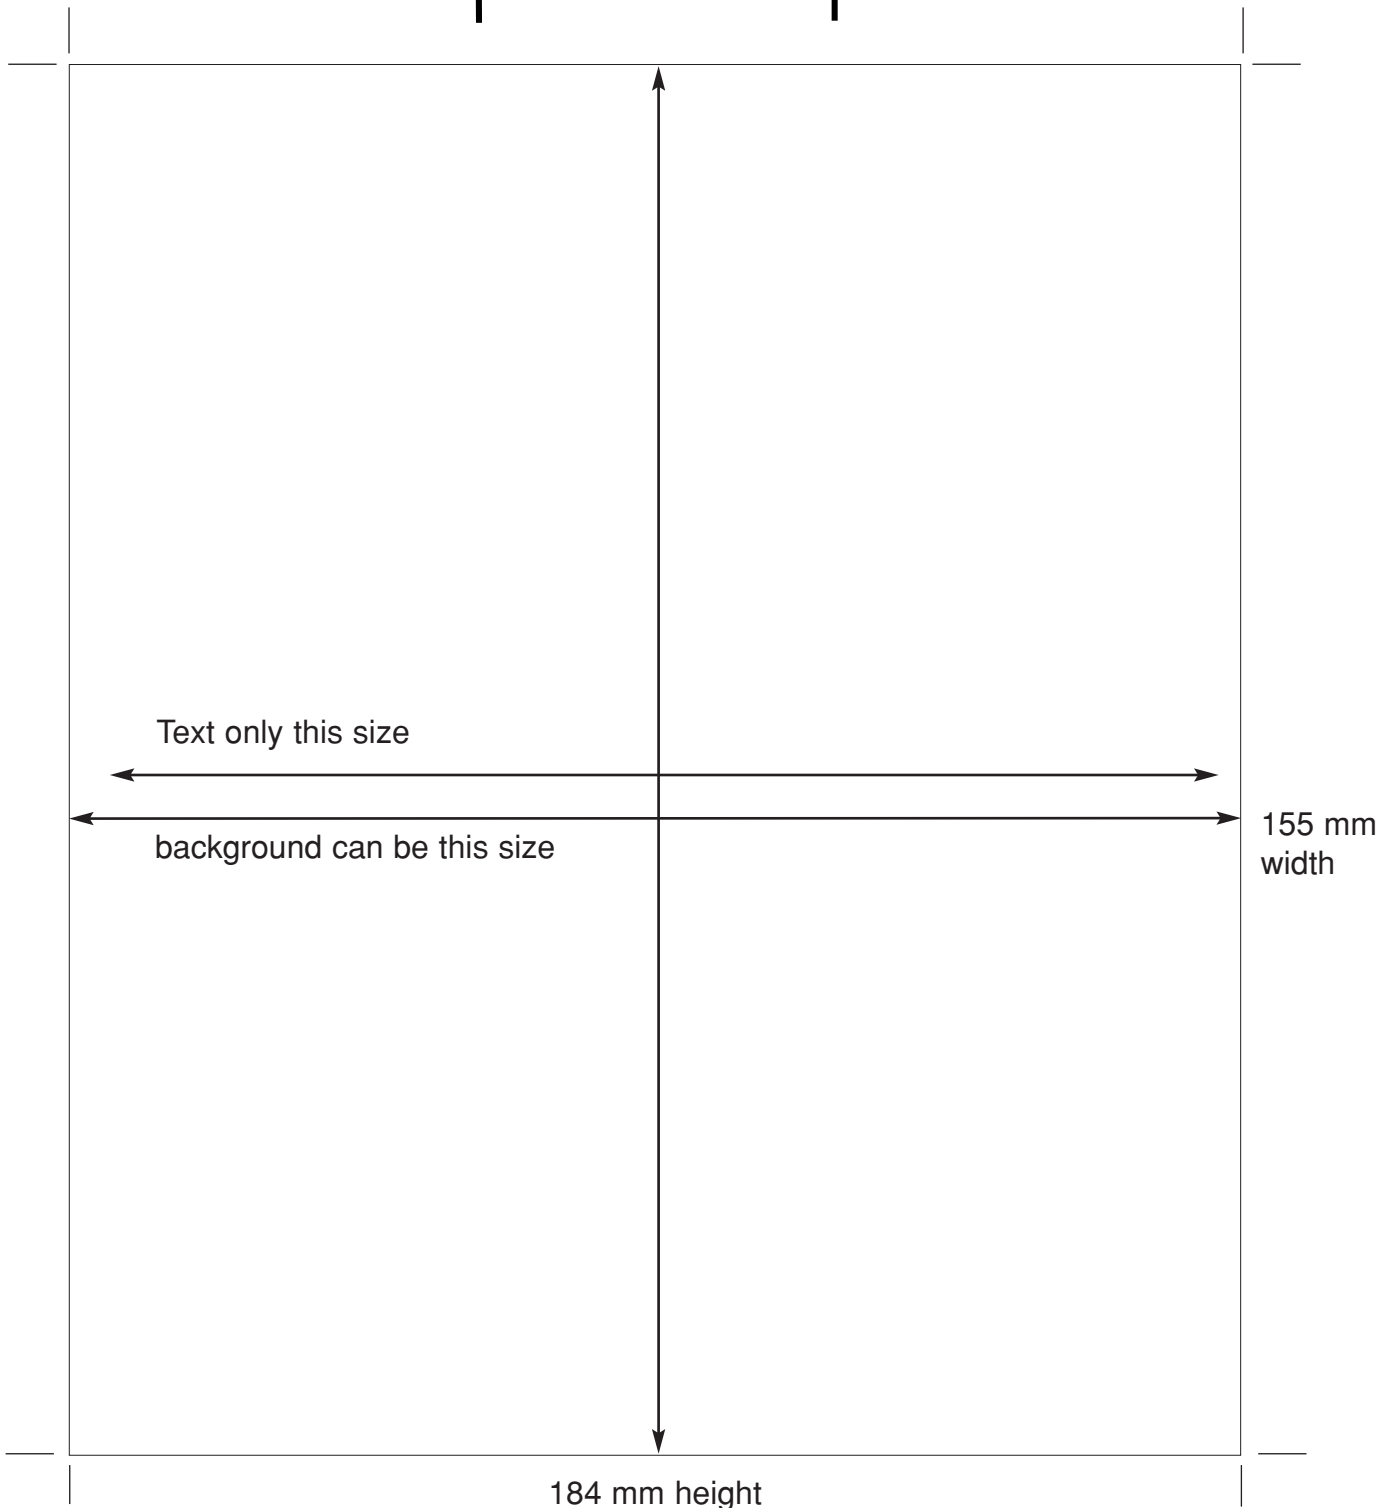 Text only this size
background can be this size
155 mm
width
184 mm height